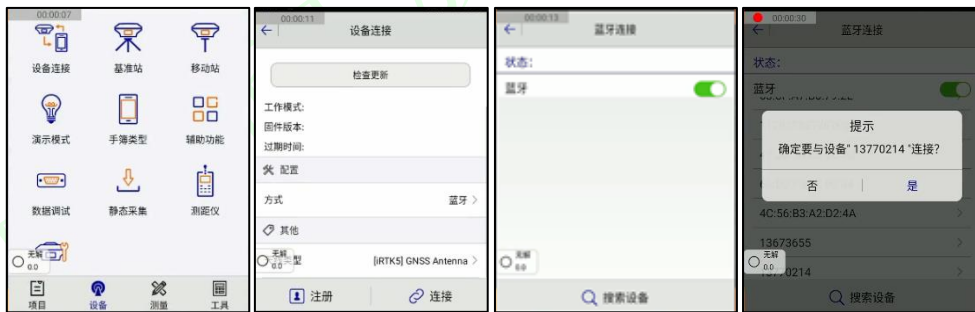 00:00:07
设备连接
基准站
移动站
演示模式
手簿类型
辅助功能
数据调试
静态采集
测距仪
无解
0.0
项目
设备
测量
工具
00:00:11
设备连接
检查更新
工作模式:
固件版本:
过期时间:
配置
方式
蓝牙
其他
无解
0.0
类型
[iRTK5] GNSS Antenna
注册
连接
00:00:13
蓝牙连接
状态:
蓝牙
无解
0.0
搜索设备
00:00:30
蓝牙连接
状态:
蓝牙
提示
确定要与设备" 13770214 "连接?
否
是
4C:56:B3:A2:D2:4A
13673655
无解
0.0
70214
搜索设备